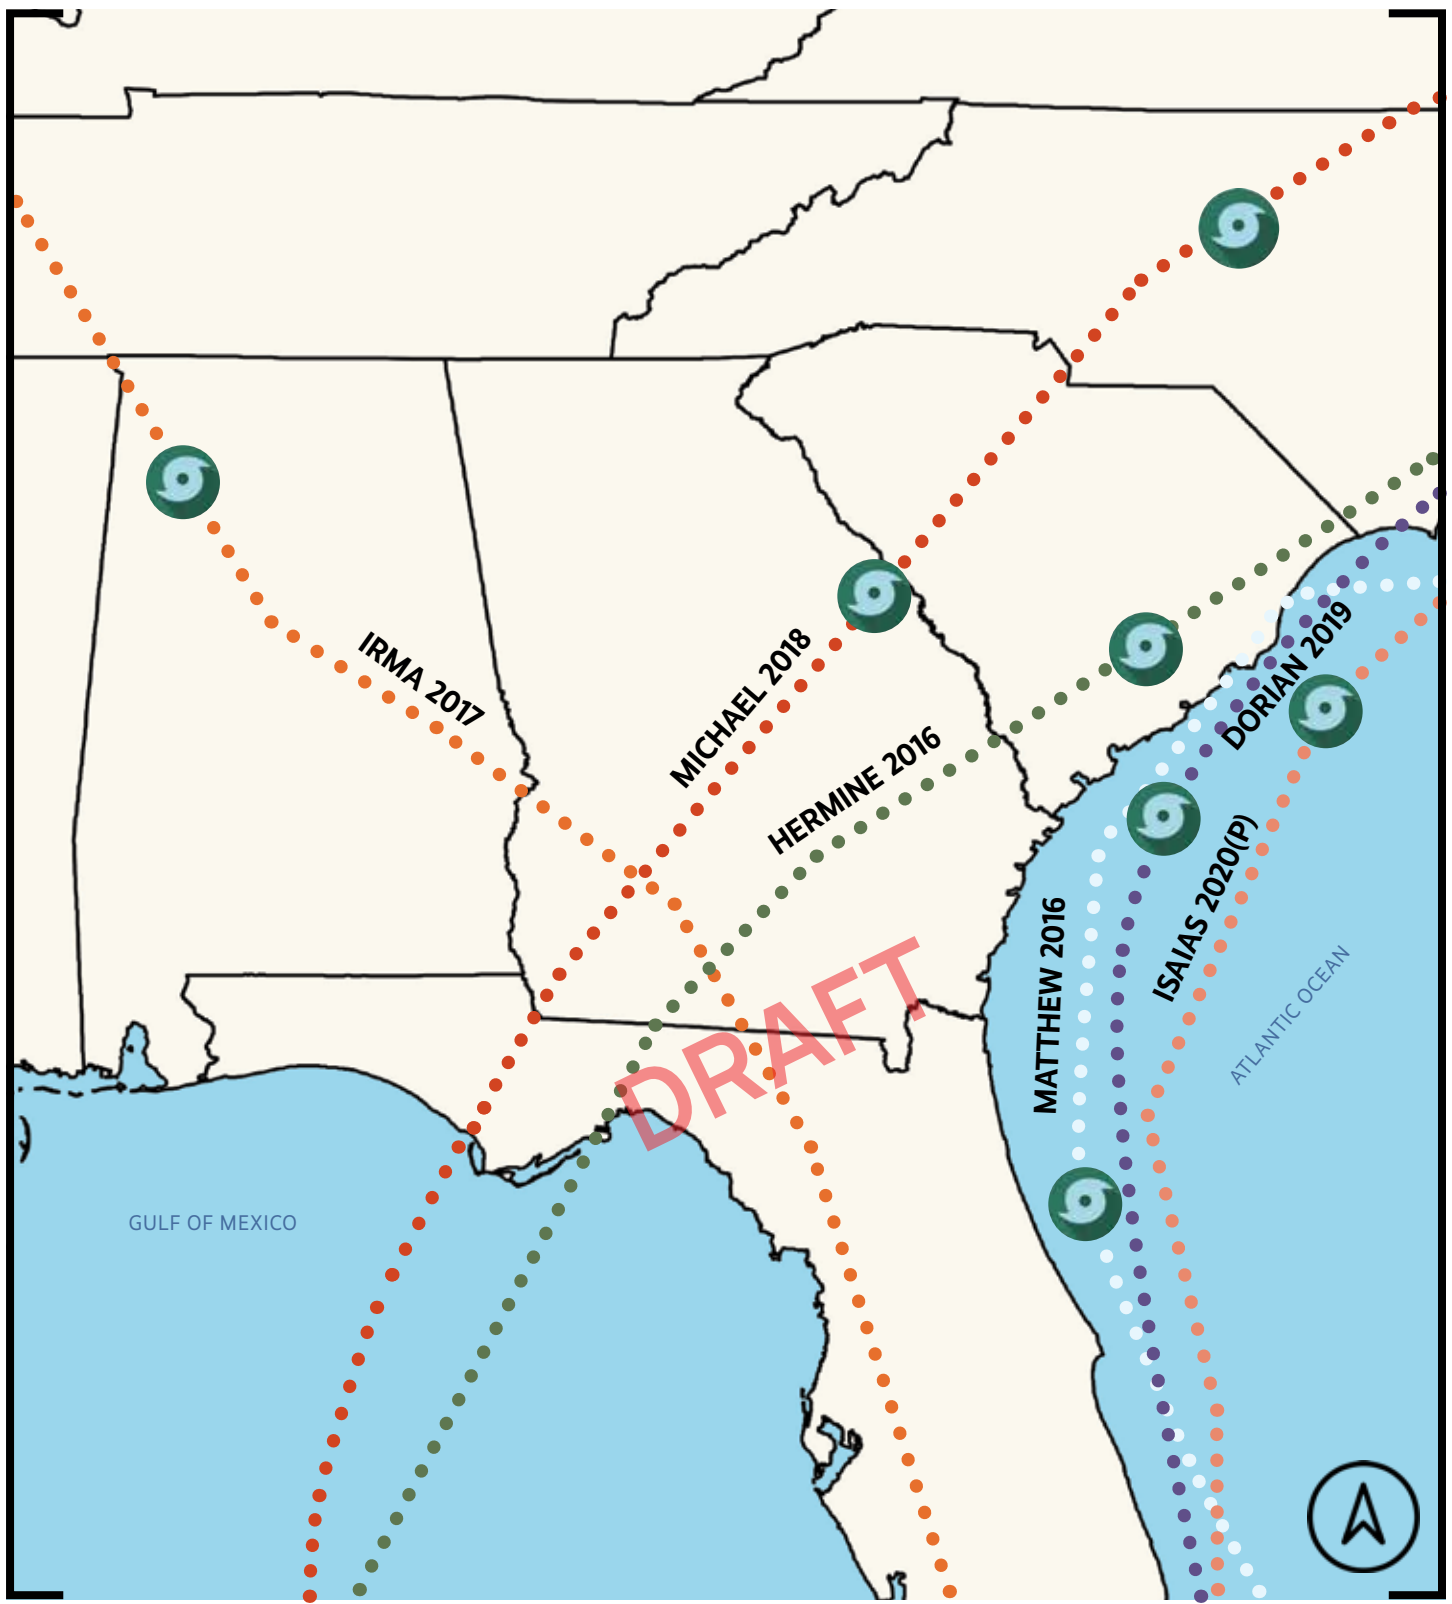 IRMA 2017
MICHAEL 2018
HERMINE 2016
DORIAN 2019
ISAIAS 2020(P)
MATTHEW 2016
DRAFT
ATLANTIC OCEAN
GULF OF MEXICO